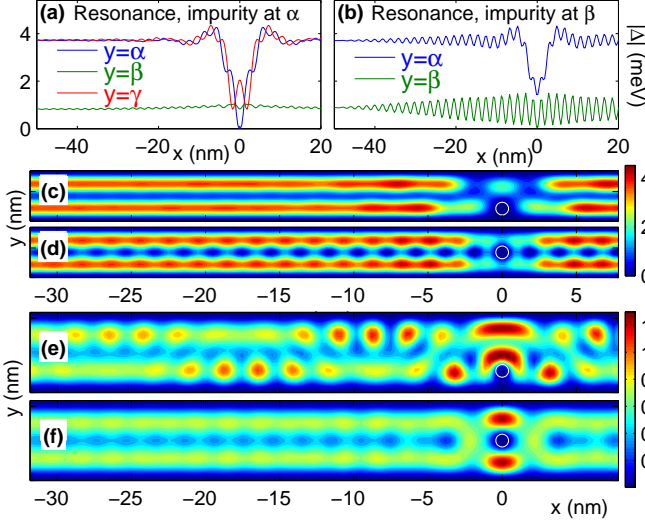 (a) Resonance, impurity at α
(b) Resonance, impurity at β
4
2
0
y=α
y=β
y=γ
y=α
y=β
|Δ| (meV)
−40 −20 0 20
−40 −20 0 20
x (nm)
x (nm)
(c)
(d)
y (nm)
4
2
0
−30 −25 −20 −15 −10 −5 0 5
(e)
(f)
y (nm)
−30 −25 −20 −15 −10 −5 0 x (nm)